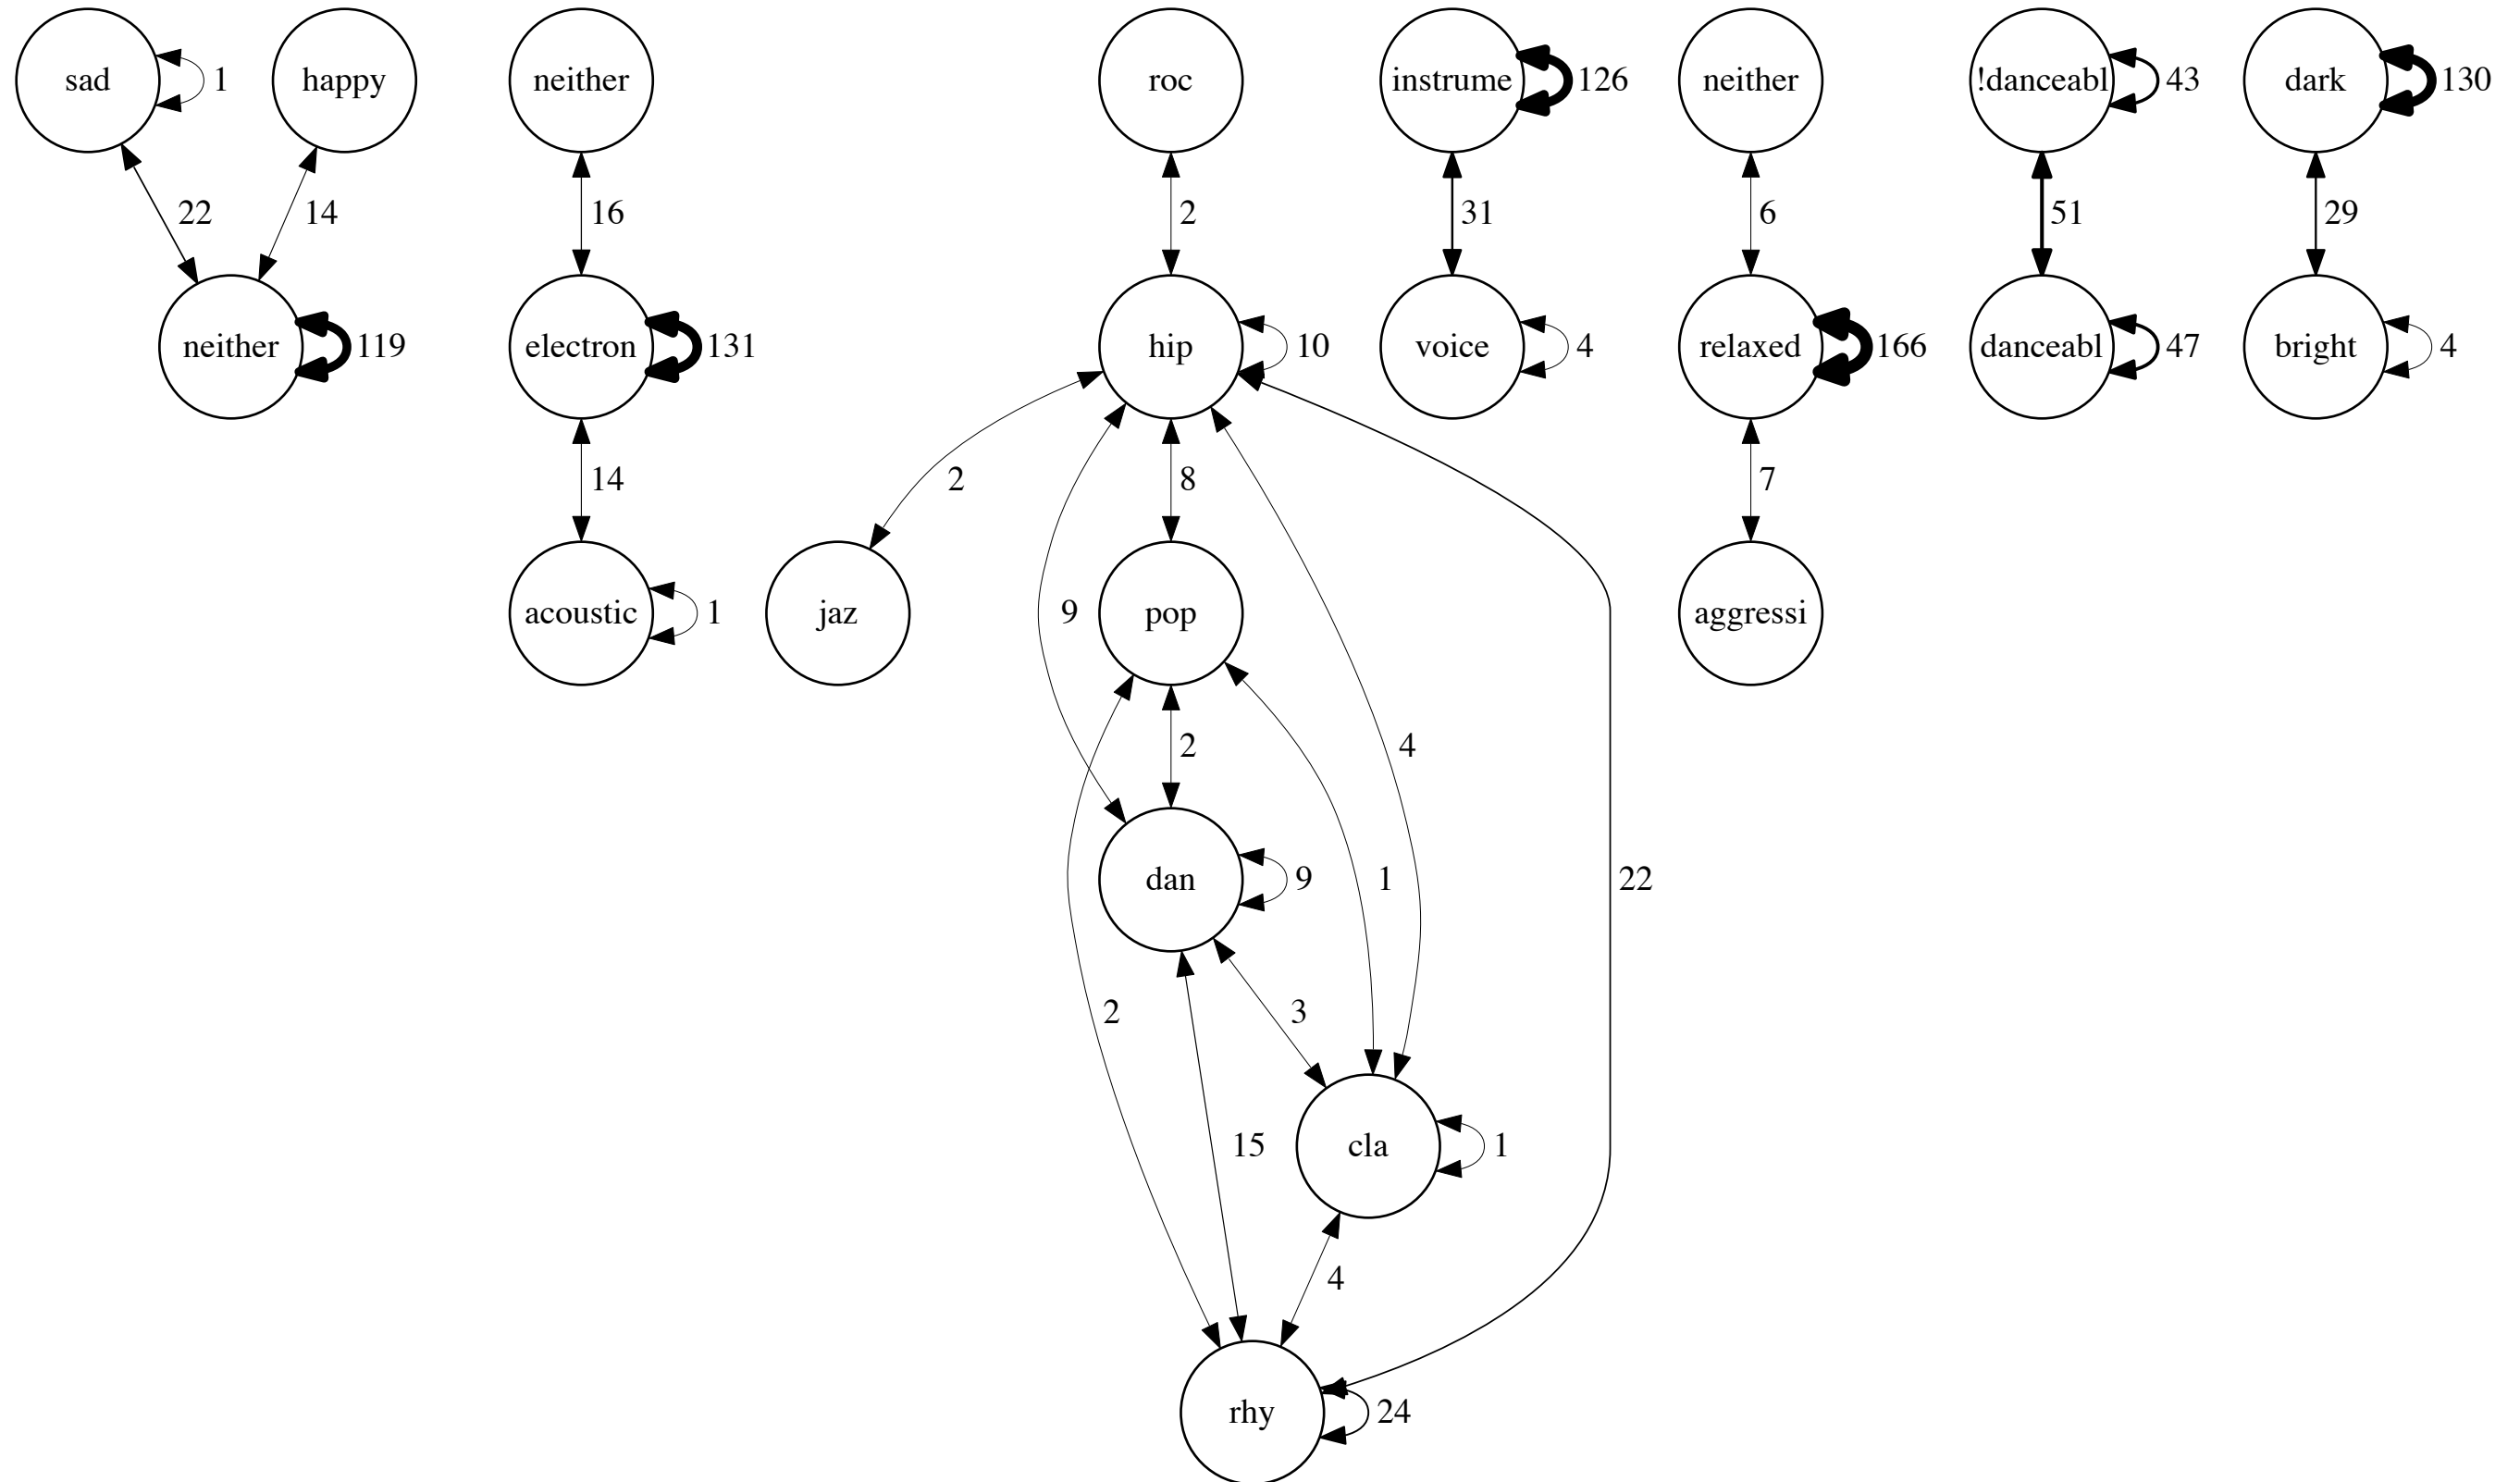 sad
1
happy
neither
roc
instrume
126
neither
!danceabl
43
dark
130
22
14
16
2
31
6
51
29
neither
119
electron
131
hip
10
voice
4
relaxed
166
danceabl
47
bright
4
14
2
8
7
acoustic
1
jaz
9
pop
aggressi
2
4
dan
9
1
22
2
3
15
cla
1
4
rhy
24